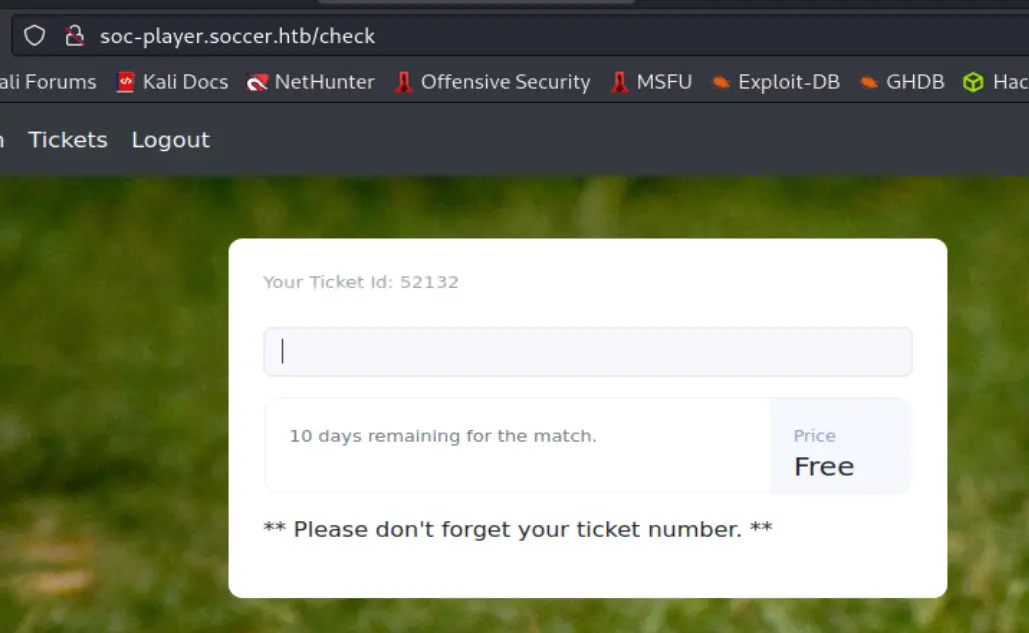 soc-player.soccer.htb/check
ali Forums Kali Docs NetHunter Offensive Security MSFU Exploit-DB GHDB Hac
Tickets Logout
Your Ticket Id: 52132
10 days remaining for the match.
Price
Free
** Please don't forget your ticket number. **